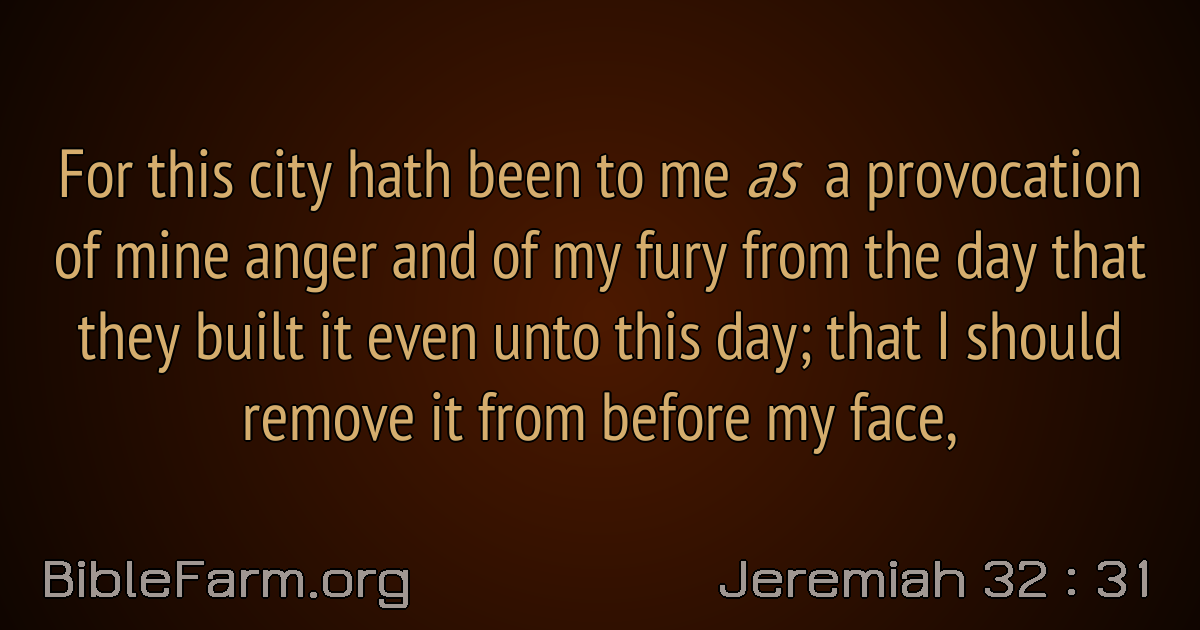 For this city hath been to me as a provocation
of mine anger and of my fury from the day that
they built it even unto this day; that I should
remove it from before my face,
BibleFarm.org
Jeremiah 32 : 31